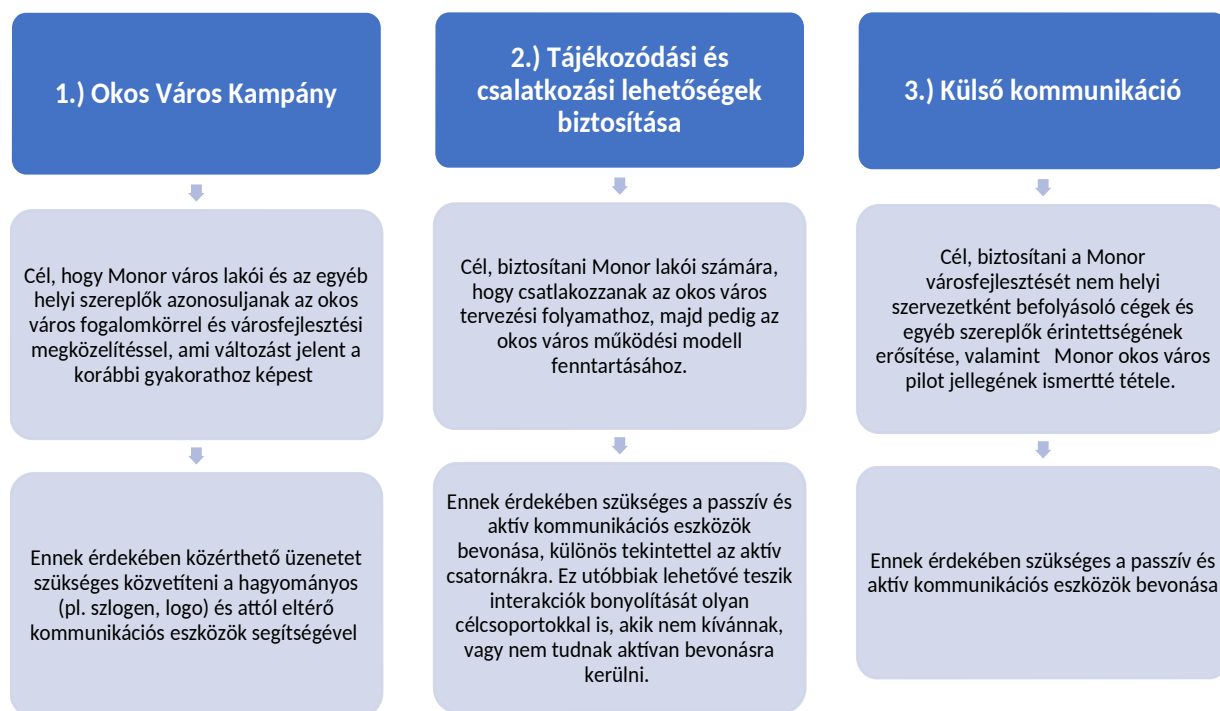 1.) Okos Város Kampány
Cél, hogy Monor város lakói és az egyéb
helyi szereplők azonosuljanak az okos
város fogalomkörrel és városfejlesztési
megközelítéssel, ami változást jelent a
korábbi gyakorathoz képest
Ennek érdekében közérthető üzenetet
szükséges közvetíteni a hagyományos
(pl. szlogen, logo) és attól eltérő
kommunikációs eszközök segítségével
2.) Tájékozódási és
csalatkozási lehetőségek
biztosítása
Cél, biztosítani Monor lakói számára,
hogy csatlakozzanak az okos város
tervezési folyamathoz, majd pedig az
okos város működési modell
fenntartásához.
Ennek érdekében szükséges a passzív és
aktív kommunikációs eszközök
bevonása, különös tekintettel az aktív
csatornákra. Ez utóbbiak lehetővé teszik
interakciók bonyolítását olyan
célcsoportokkal is, akik nem kívánnak,
vagy nem tudnak aktívan bevonásra
kerülni.
3.) Külső kommunikáció
Cél, biztosítani a Monor
városfejlesztését nem helyi
szervezetként befolyásoló cégek és
egyéb szereplők érintettségének
erősítése, valamint Monor okos város
pilot jellegének ismertté tétele.
Ennek érdekében szükséges a passzív és
aktív kommunikációs eszközök bevonása